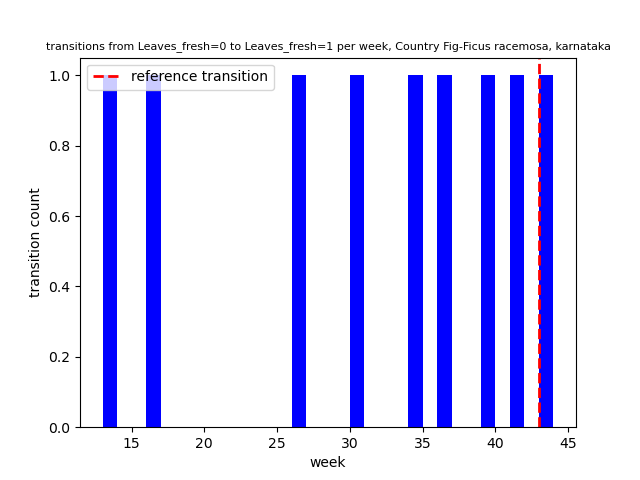 transitions from Leaves_fresh=0 to Leaves_fresh=1 per week, Country Fig-Ficus racemosa, karnataka
reference transition
1.0
0.8
0.6
0.4
0.2
0.0
transition count
15 20 25 30 35 40 45
week